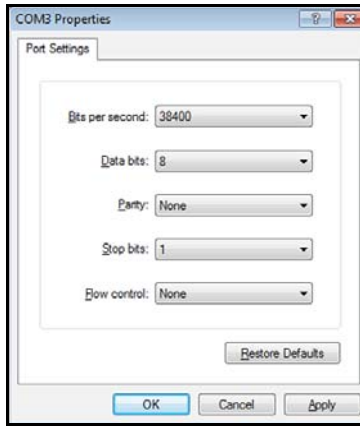 COM3 Properties
Port Settings
Bits per second: 38400
Data bits: 8
Parity: None
Stop bits: 1
Flow control: None
Restore Defaults
OK Cancel Apply